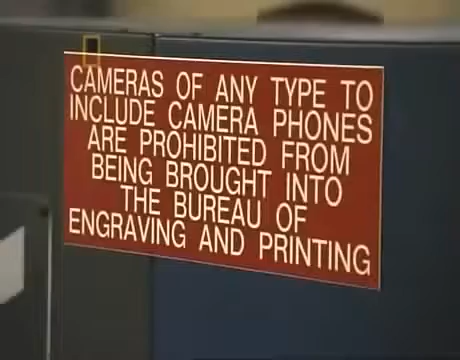 CAMERAS OF ANY TYPE TO
INCLUDE CAMERA PHONES
ARE PROHIBITED FROM
BEING BROUGHT INTO
THE BUREAU OF
ENGRAVING AND PRINTING